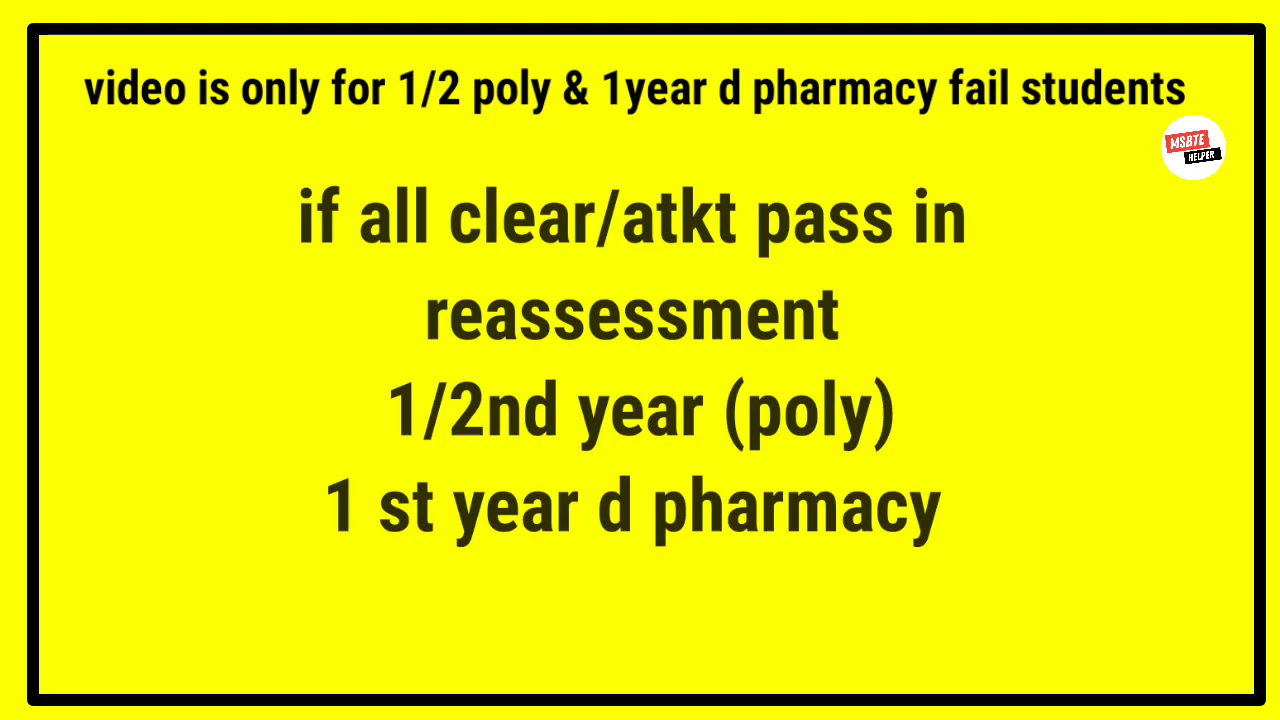 video is only for 1/2 poly & 1year d pharmacy fail students
MSBTE
HELPER
if all clear/atkt pass in
reassessment
1/2nd year (poly)
1 st year d pharmacy